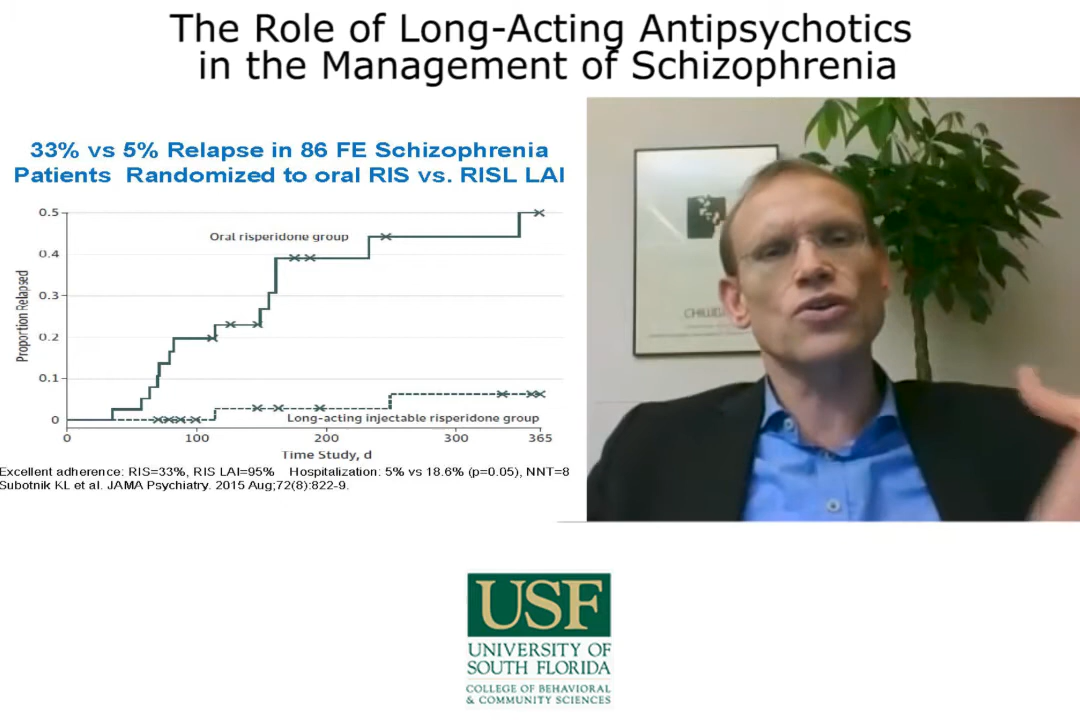 The Role of Long-Acting Antipsychotics
in the Management of Schizophrenia
33% vs 5% Relapse in 86 FE Schizophrenia
Patients Randomized to oral RIS vs. RISL LAI
Proportion Relapsed
0.5
0.4
0.3
0.2
0.1
0
Oral risperidone group
Long-acting injectable risperidone group
0 100 200 300 365
Time Study, d
Excellent adherence: RIS=33%, RIS LAI=95% Hospitalization: 5% vs 18.6% (p=0.05), NNT=8
Subotnik KL et al. JAMA Psychiatry. 2015 Aug;72(8):822-9.
USF
UNIVERSITY OF
SOUTH FLORIDA
COLLEGE OF BEHAVIORAL
& COMMUNITY SCIENCES